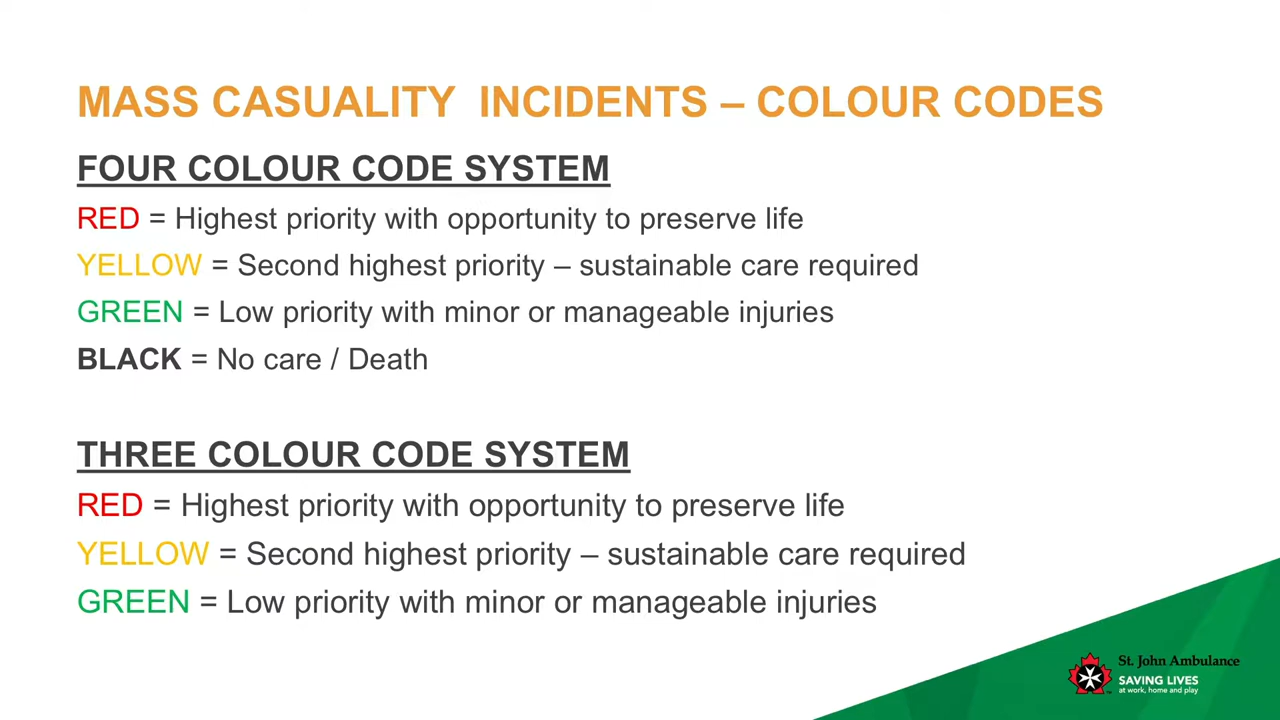 MASS CASUALITY INCIDENTS – COLOUR CODES
FOUR COLOUR CODE SYSTEM
RED = Highest priority with opportunity to preserve life
YELLOW = Second highest priority – sustainable care required
GREEN = Low priority with minor or manageable injuries
BLACK = No care / Death
THREE COLOUR CODE SYSTEM
RED = Highest priority with opportunity to preserve life
YELLOW = Second highest priority – sustainable care required
GREEN = Low priority with minor or manageable injuries
St. John Ambulance
SAVING LIVES
at work, home and play